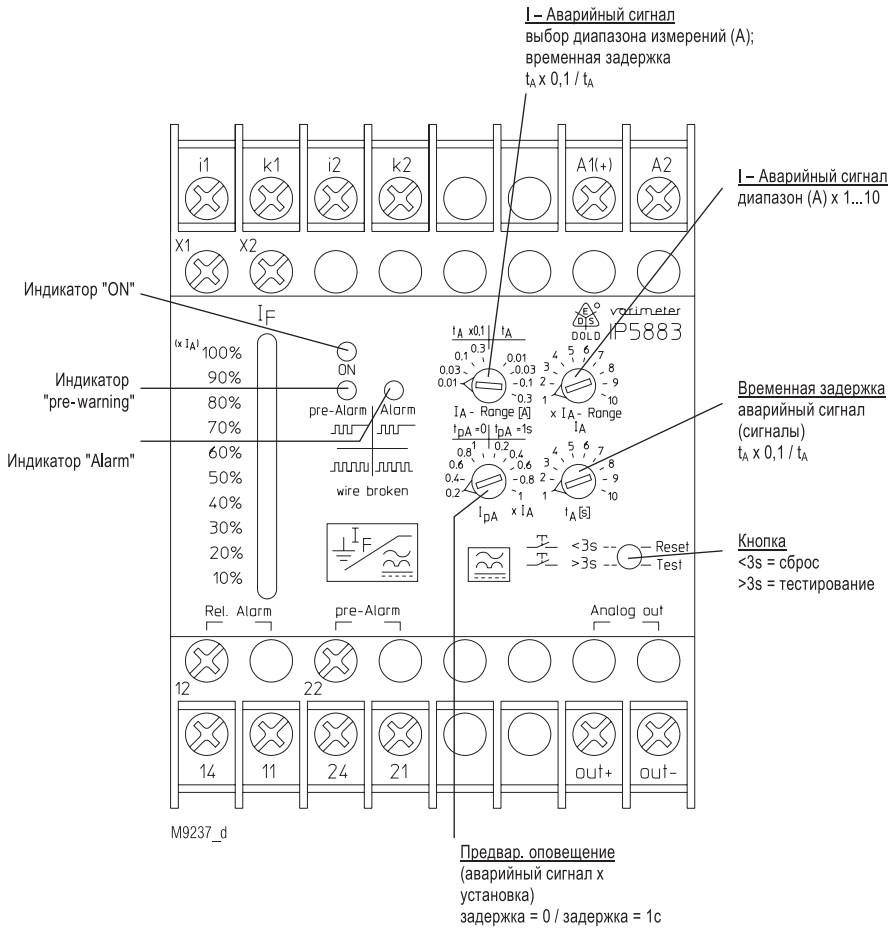 I – Аварийный сигнал
выбор диапазона измерений (A);
временная задержка
tA x 0,1 / tA
i1 k1 i2 k2 A1(+) A2
I – Аварийный сигнал
диапазон (A) x 1...10
X1 X2
Индикатор "ON"
IF
(x IA) 100%
90%
80%
70%
60%
50%
40%
30%
20%
10%
ON
Индикатор
"pre-warning"
pre-Alarm Alarm
Индикатор "Alarm"
wire broken
IF
tA x0,1 tA
0.01 0.03 0.1 0.3 0.01 0.03 0.1 0.3
IA - Range [A]
E
D S
DOLD
varimeter
IP5883
1 2 3 4 5 6 7 8 9 10
x IA - Range
IA
tpA =0 tpA =1s
0.2 0.4 0.6 0.8 1 0.2 0.4 0.6 0.8 1
IpA x IA
1 2 3 4 5 6 7 8 9 10
tA [s]
Временная задержка
аварийный сигнал
(сигналы)
tA x 0,1 / tA
<3s Reset
>3s Test
Кнопка
<3s = сброс
>3s = тестирование
Rel. Alarm pre-Alarm Analog out
12 22
14 11 24 21 out+ out-
M9237_d
Предвар. оповещение
(аварийный сигнал x
установка)
задержка = 0 / задержка = 1с